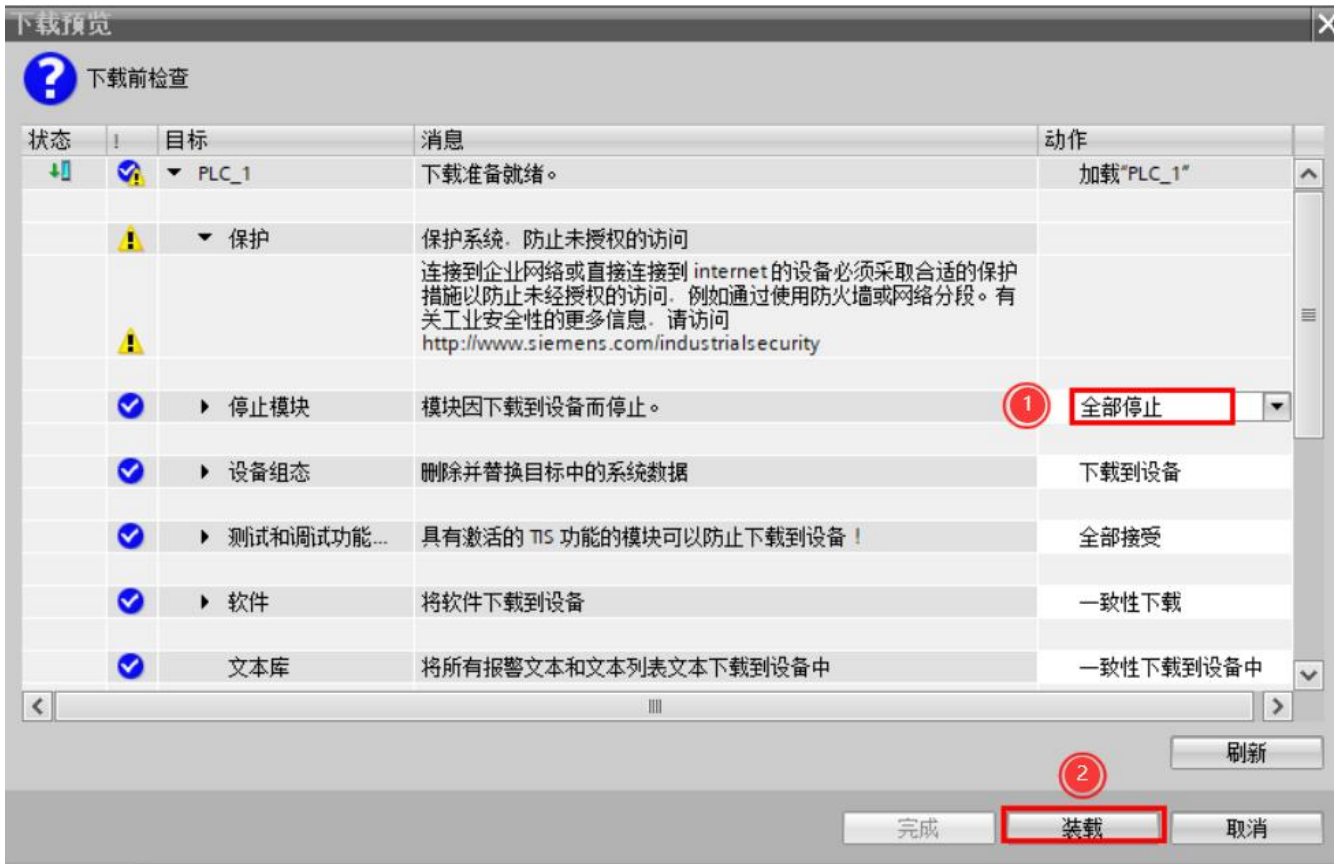 下载预览
下载前检查
状态 ! 目标 消息 动作
PLC_1 下载准备就绪。 加载"PLC_1"
保护 保护系统，防止未授权的访问
连接到企业网络或直接连接到 internet 的设备必须采取合适的保护
措施以防止未经授权的访问，例如通过使用防火墙或网络分段。有
关工业安全性的更多信息，请访问
http://www.siemens.com/industrialsecurity
停止模块 模块因下载到设备而停止。 1 全部停止
设备组态 删除并替换目标中的系统数据 下载到设备
测试和调试功能... 具有激活的 TIS 功能的模块可以防止下载到设备！ 全部接受
软件 将软件下载到设备 一致性下载
文本库 将所有报警文本和文本列表文本下载到设备中 一致性下载到设备中
刷新
2
完成 装载 取消